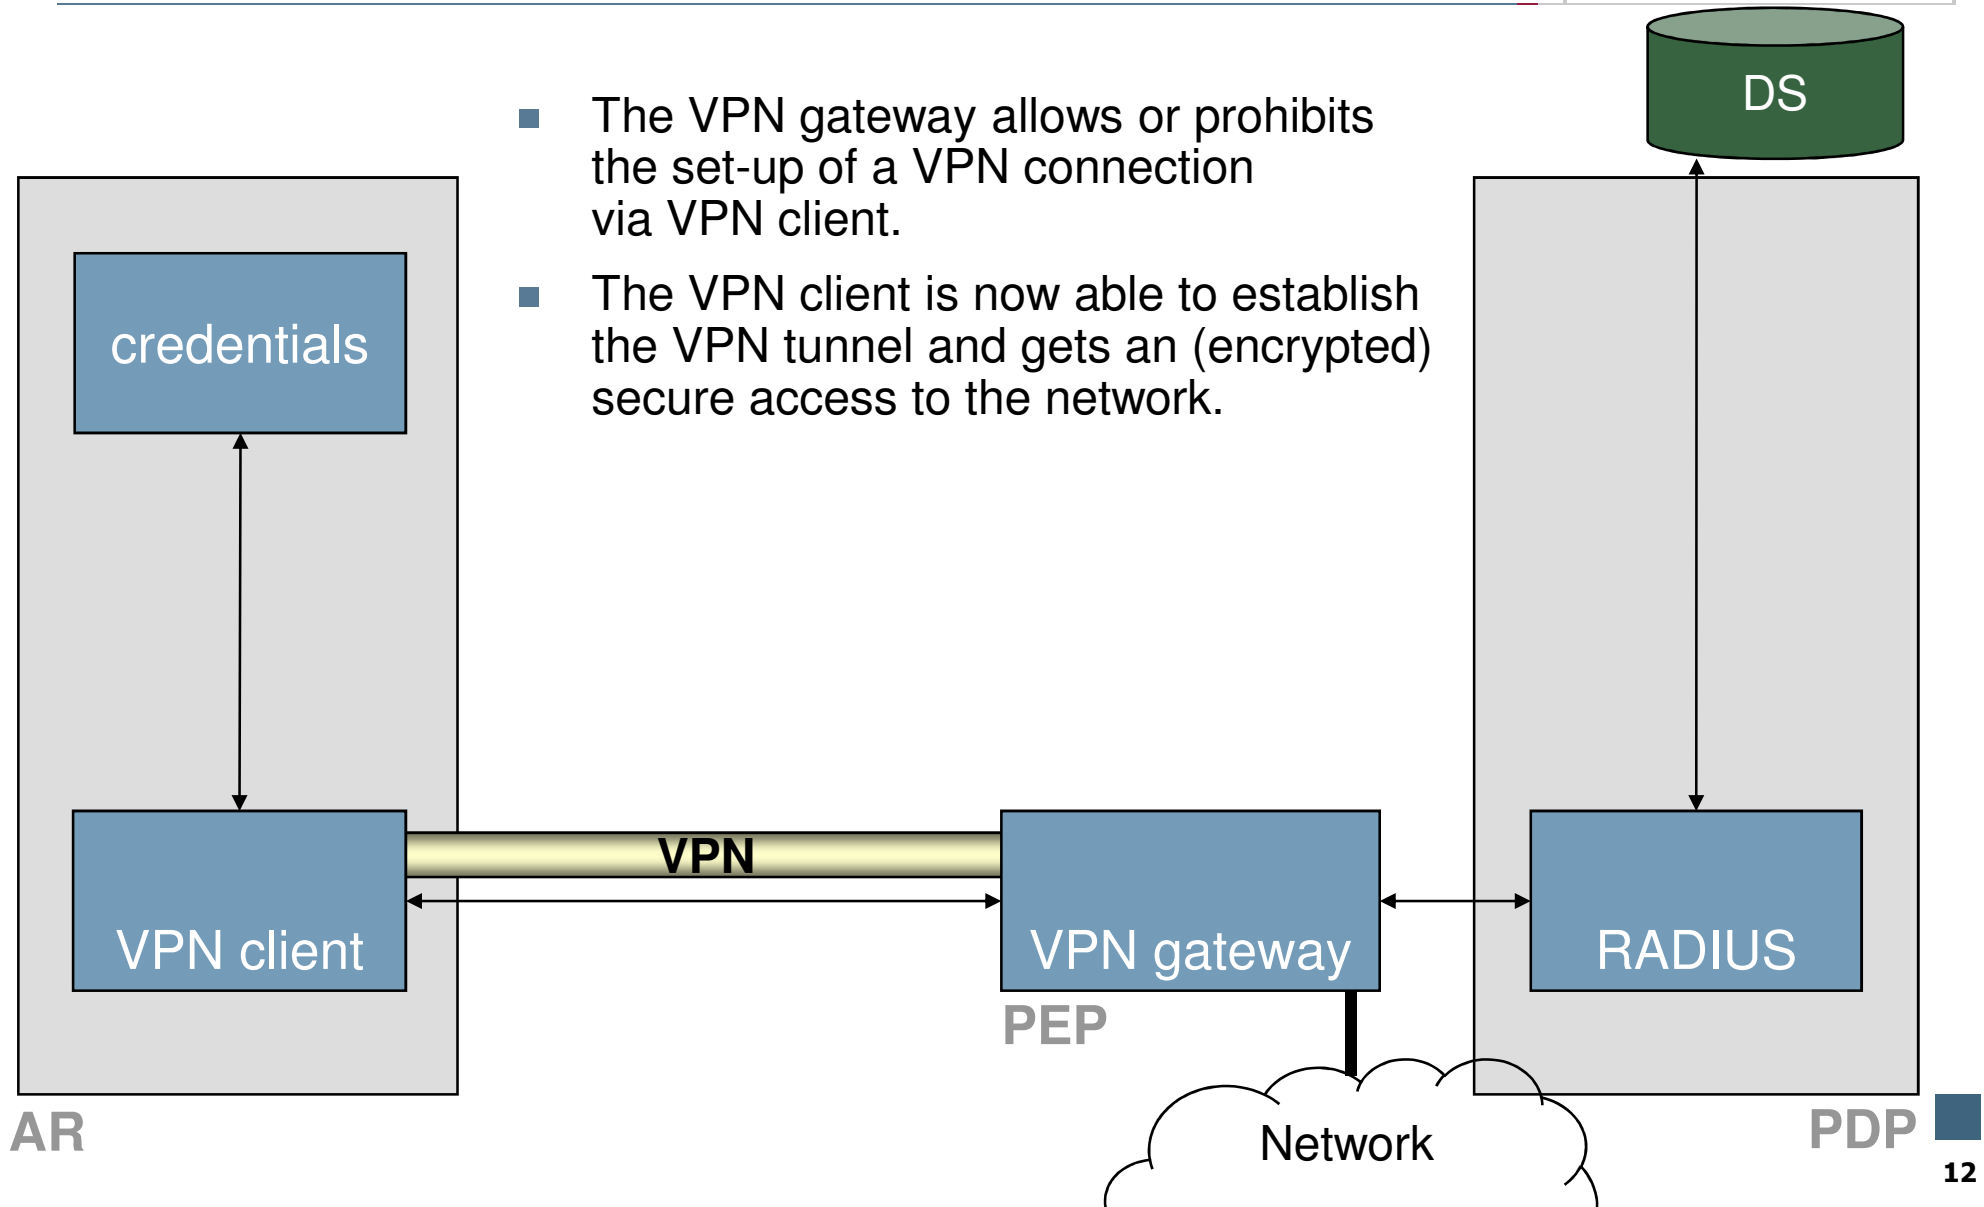 DS
The VPN gateway allows or prohibits
the set-up of a VPN connection
via VPN client.
The VPN client is now able to establish
the VPN tunnel and gets an (encrypted)
secure access to the network.
credentials
VPN
VPN client
VPN gateway
RADIUS
PEP
AR
Network
PDP
12